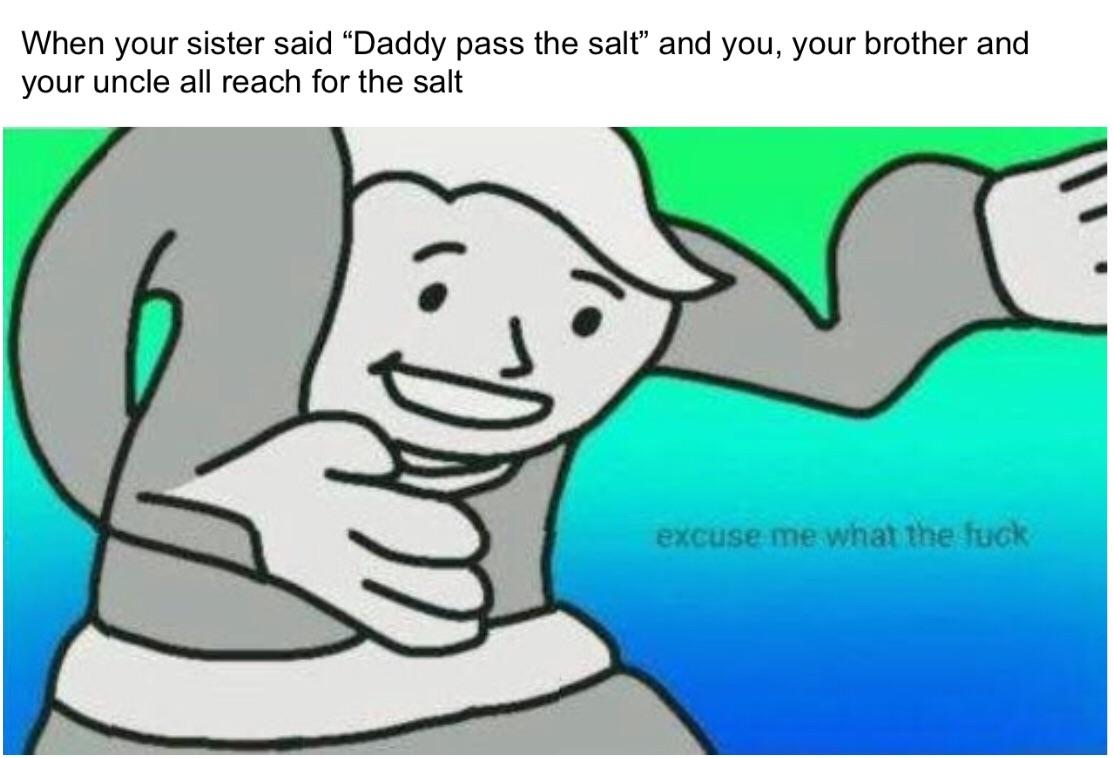 When your sister said “Daddy pass the salt” and you, your brother and
your uncle all reach for the salt
excuse me what the fuck